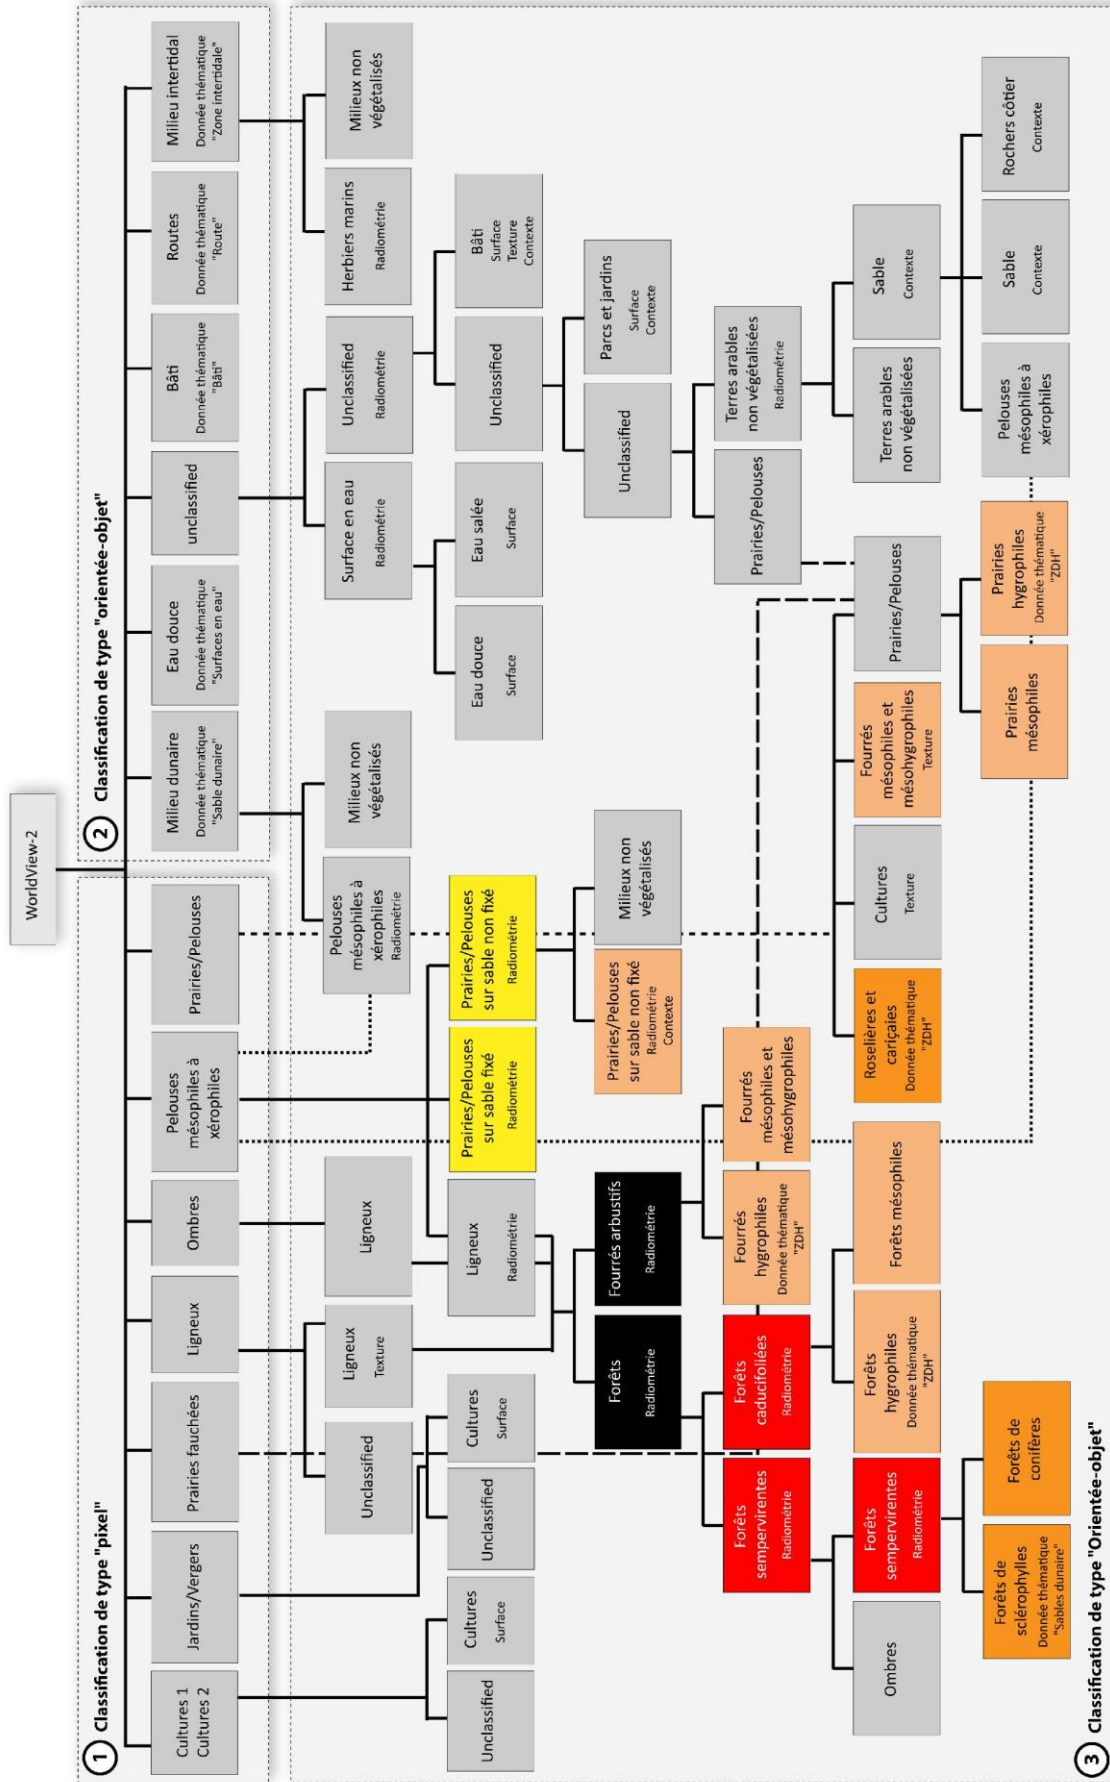 WorldView-2
1 Classification de type "pixel"
2 Classification de type "orientée-objet"
Cultures 1
Cultures 2
Jardins/Vergers
Prairies fauchées
Ligneux
Ombres
Pelouses
mésophiles à
xérophiles
Prairies/Pelouses
Milieu dunaire
Donnée thématique
"Sable dunaire"
Eau douce
Donnée thématique
"Surfaces en eau"
unclassified
Bâti
Donnée thématique
"Bâti"
Routes
Donnée thématique
"Route"
Milieu intertidal
Donnée thématique
"Zone intertidale"
Unclassified
Ligneux
Texture
Ligneux
Pelouses
mésophiles à
xérophiles
Radiométrie
Milieux non
végétalisés
Surface en eau
Radiométrie
Unclassified
Radiométrie
Herbiers marins
Radiométrie
Milieux non
végétalisés
Unclassified
Cultures
Surface
Unclassified
Cultures
Surface
Ligneux
Radiométrie
Prairies/Pelouses
sur sable fixé
Radiométrie
Prairies/Pelouses
sur sable non fixé
Radiométrie
Eau douce
Surface
Eau salée
Surface
Unclassified
Bâti
Surface
Texture
Contexte
Forêts
Radiométrie
Fourrés arbustifs
Radiométrie
Prairies/Pelouses
sur sable non fixé
Radiométrie
Contexte
Milieux non
végétalisés
Unclassified
Parcs et jardins
Surface
Contexte
Forêts
sempervirentes
Radiométrie
Forêts
caducifoliées
Radiométrie
Fourrés
hygrophiles
Donnée thématique
"ZDH"
Fourrés
mésophiles et
mésohygrophiles
Prairies/Pelouses
Terres arables
non végétalisées
Radiométrie
Ombres
Forêts
sempervirentes
Radiométrie
Forêts
hygrophiles
Donnée thématique
"ZDH"
Forêts mésophiles
Roselières et
cariçaies
Donnée thématique
"ZDH"
Cultures
Texture
Fourrés
mésophiles et
mésohygrophiles
Texture
Prairies/Pelouses
Terres arables
non végétalisées
Sable
Contexte
Forêts de
sclérophylles
Donnée thématique
"Sables dunaire"
Forêts de
conifères
Prairies
mésophiles
Prairies
hygrophiles
Donnée thématique
"ZDH"
Pelouses
mésophiles à
xérophiles
Sable
Contexte
Rochers côtier
Contexte
3 Classification de type "Orientée-objet"